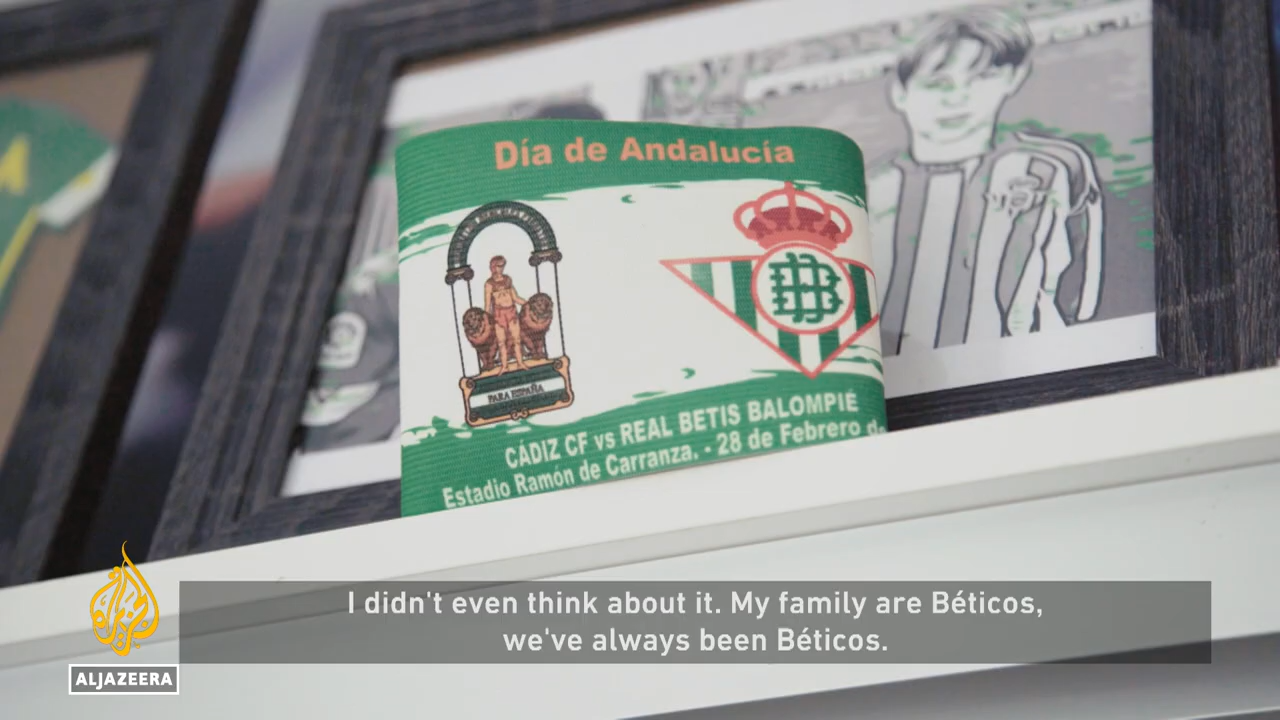 Día de Andalucía
PARA ESPAÑA
CÁDIZ CF vs REAL BETIS BALOMPIÉ
Estadio Ramón de Carranza. - 28 de Febrero
I didn't even think about it. My family are Béticos,
we've always been Béticos.
ALJAZEERA